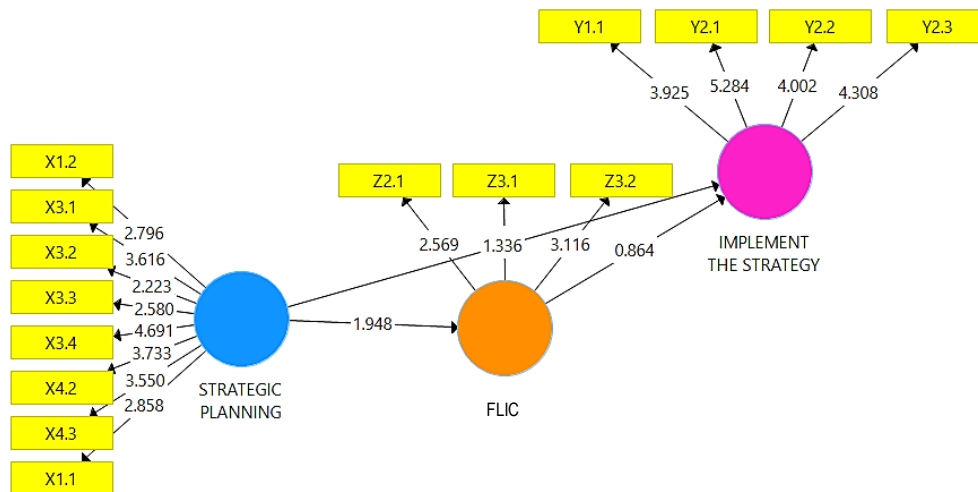 Y1.1
Y2.1
Y2.2
Y2.3
3.925
5.284
4.002
4.308
X1.2
X3.1
X3.2
X3.3
X3.4
X4.2
X4.3
X1.1
2.796
3.616
2.223
2.580
4.691
3.733
3.550
2.858
Z2.1
Z3.1
Z3.2
2.569
1.336
3.116
0.864
1.948
IMPLEMENT
THE STRATEGY
STRATEGIC
PLANNING
FLIC